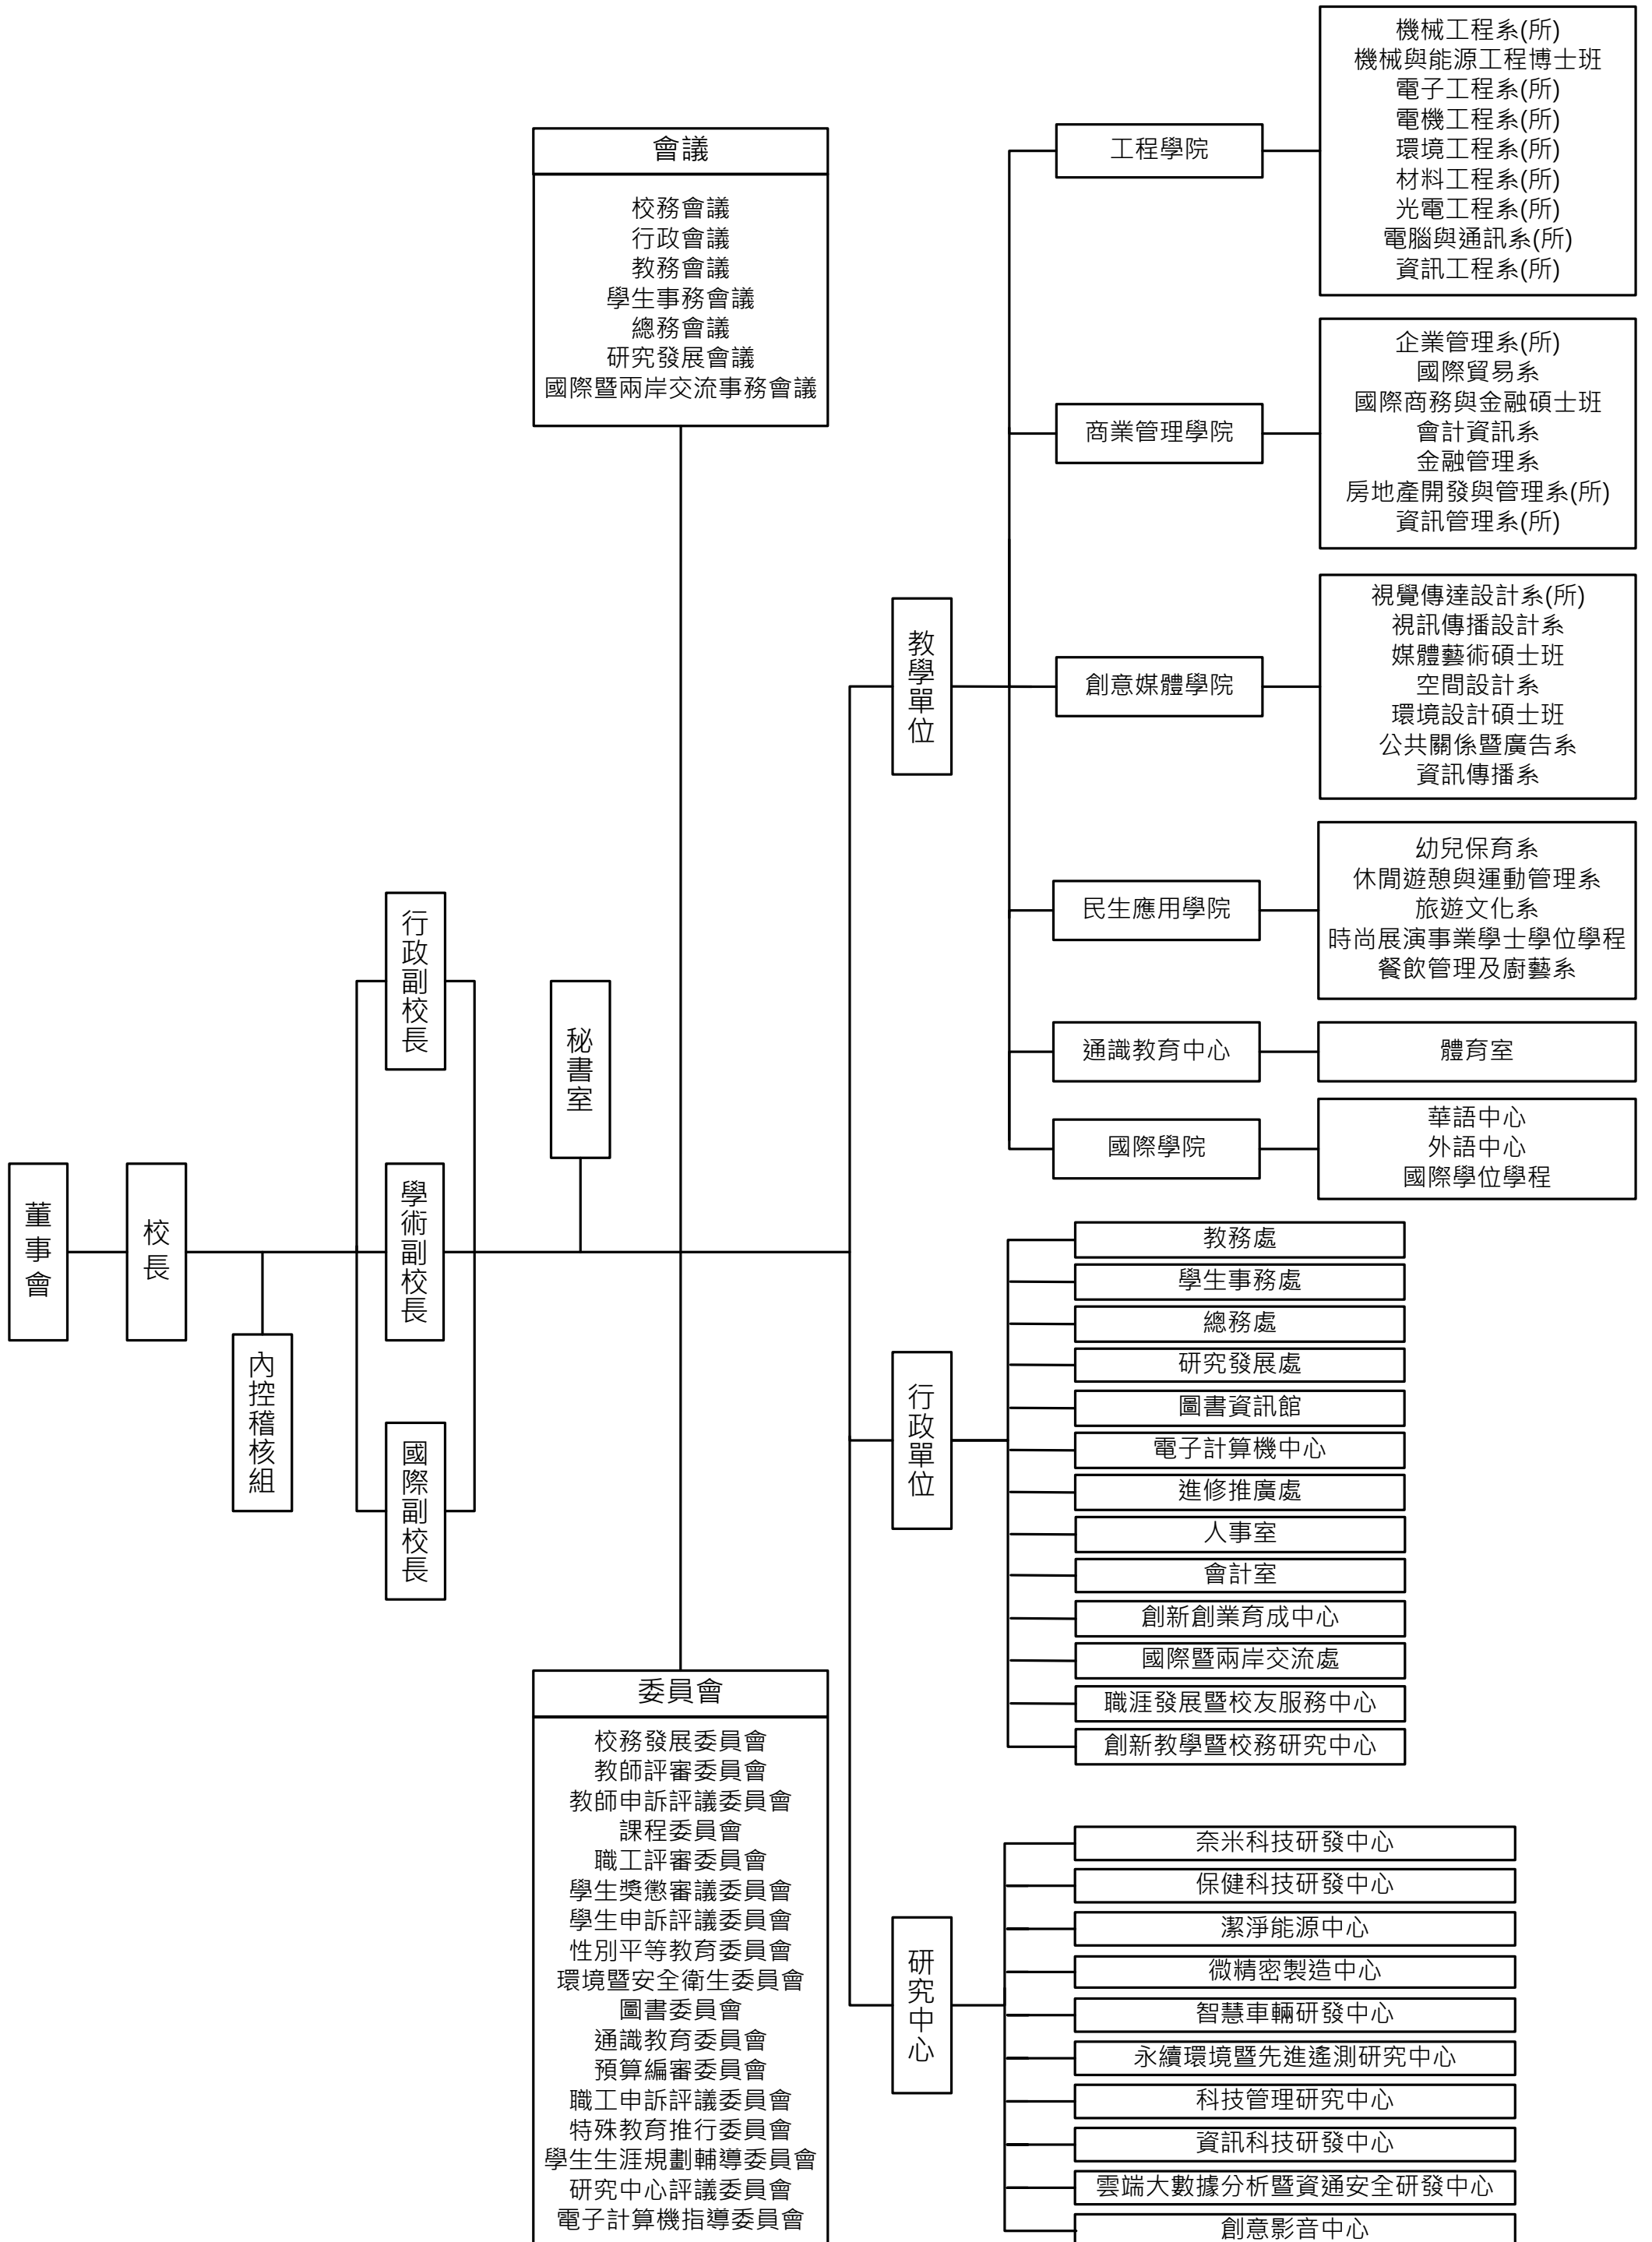 董事會
校長
內控稽核組
行政副校長
學術副校長
國際副校長
秘書室
會議
校務會議
行政會議
教務會議
學生事務會議
總務會議
研究發展會議
國際暨兩岸交流事務會議
委員會
校務發展委員會
教師評審委員會
教師申訴評議委員會
課程委員會
職工評審委員會
學生獎懲審議委員會
學生申訴評議委員會
性別平等教育委員會
環境暨安全衛生委員會
圖書委員會
通識教育委員會
預算編審委員會
職工申訴評議委員會
特殊教育推行委員會
學生生涯規劃輔導委員會
研究中心評議委員會
電子計算機指導委員會
教學單位
工程學院
機械工程系(所)
機械與能源工程博士班
電子工程系(所)
電機工程系(所)
環境工程系(所)
材料工程系(所)
光電工程系(所)
電腦與通訊系(所)
資訊工程系(所)
商業管理學院
企業管理系(所)
國際貿易系
國際商務與金融碩士班
會計資訊系
金融管理系
房地產開發與管理系(所)
資訊管理系(所)
創意媒體學院
視覺傳達設計系(所)
視訊傳播設計系
媒體藝術碩士班
空間設計系
環境設計碩士班
公共關係暨廣告系
資訊傳播系
民生應用學院
幼兒保育系
休閒遊憩與運動管理系
旅遊文化系
時尚展演事業學士學位學程
餐飲管理及廚藝系
通識教育中心
體育室
國際學院
華語中心
外語中心
國際學位學程
行政單位
教務處
學生事務處
總務處
研究發展處
圖書資訊館
電子計算機中心
進修推廣處
人事室
會計室
創新創業育成中心
國際暨兩岸交流處
職涯發展暨校友服務中心
創新教學暨校務研究中心
研究中心
奈米科技研發中心
保健科技研發中心
潔淨能源中心
微精密製造中心
智慧車輛研發中心
永續環境暨先進遙測研究中心
科技管理研究中心
資訊科技研發中心
雲端大數據分析暨資通安全研發中心
創意影音中心